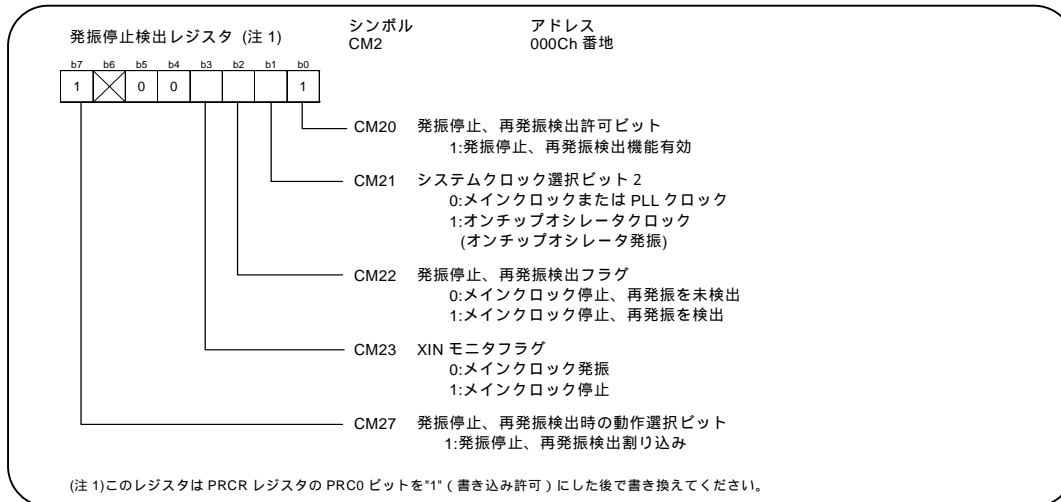 シンボル アドレス
発振停止検出レジスタ (注 1) CM2 000Ch 番地
b7 b6 b5 b4 b3 b2 b1 b0
1 0 0 1
CM20 発振停止、再発振検出許可ビット
1:発振停止、再発振検出機能有効
CM21 システムクロック選択ビット 2
0:メインクロックまたは PLL クロック
1:オンチップオシレータクロック
(オンチップオシレータ発振)
CM22 発振停止、再発振検出フラグ
0:メインクロック停止、再発振を未検出
1:メインクロック停止、再発振を検出
CM23 XIN モニタフラグ
0:メインクロック発振
1:メインクロック停止
CM27 発振停止、再発振検出時の動作選択ビット
1:発振停止、再発振検出割り込み
(注 1)このレジスタは PRCR レジスタの PRC0 ビットを"1" ( 書き込み許可 ) にした後で書き換えてください。